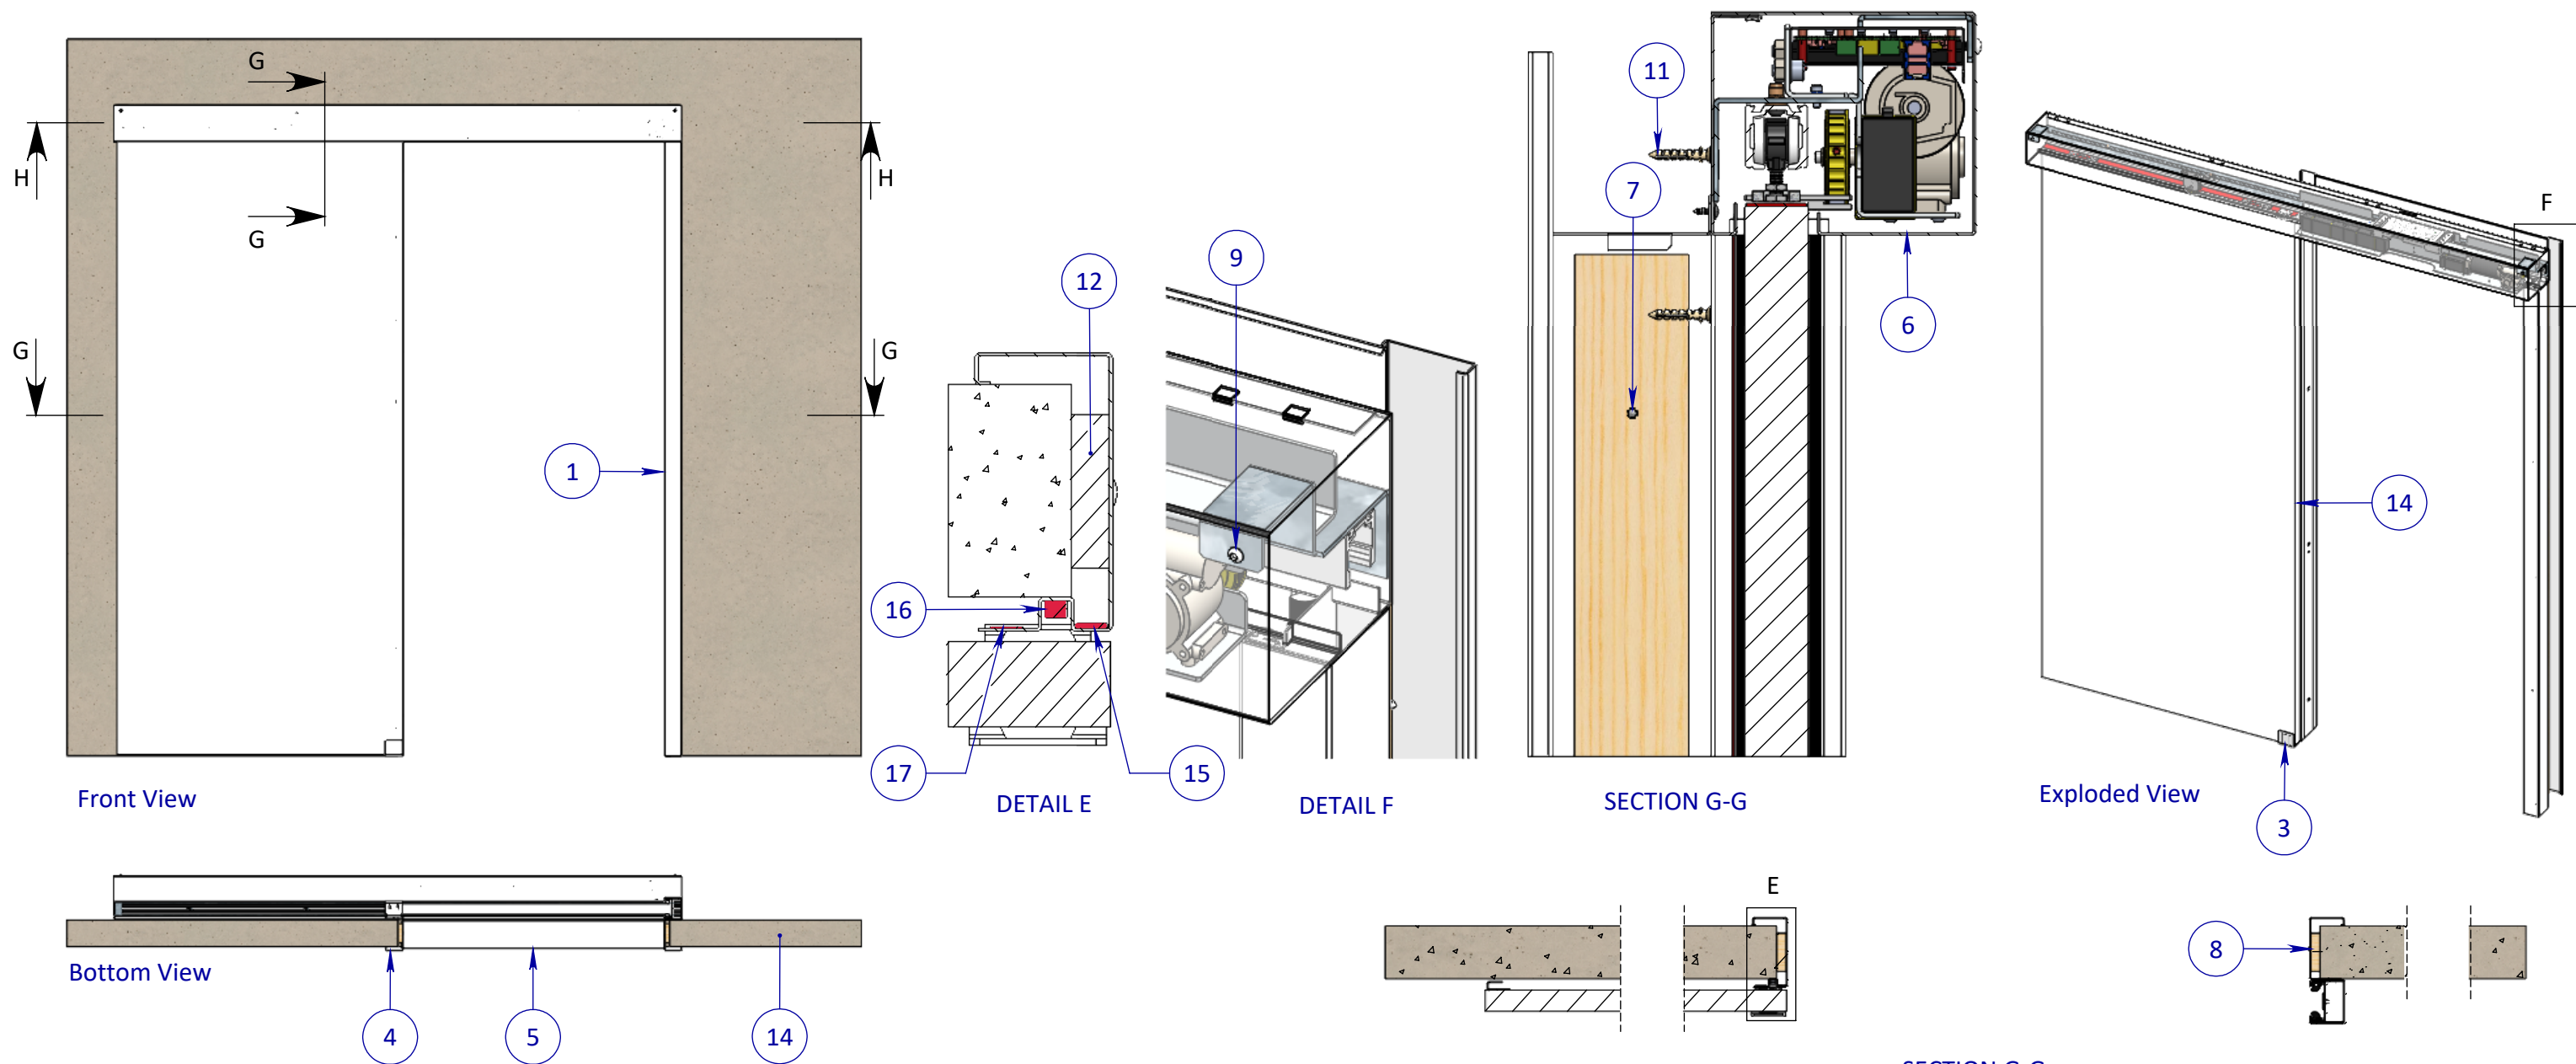 G
G
H
H
G
G
1
Front View
12
16
17
15
DETAIL E
9
DETAIL F
11
7
6
SECTION G-G
F
14
3
Exploded View
Bottom View
4
5
14
E
8
SECTION G-G